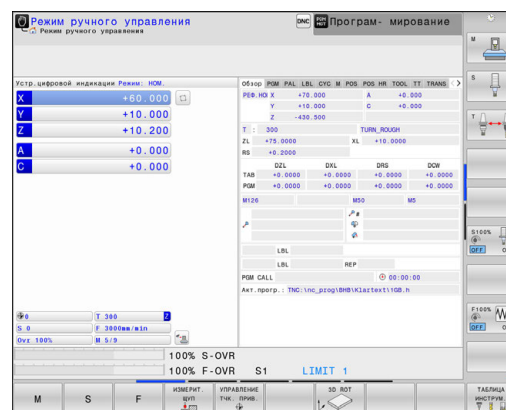 Режим ручного управления
Режим ручного управления
DNC
PGM
Програм- мирование
Устр.цифровой индикации Режим: НОМ.
X +60.000
Y +10.000
Z +10.200
A +0.000
C +0.000
Обзор PGM PAL LBL CYC M POS POS HR TOOL TT TRANS
X +70.000 A +0.000
Y +10.000 C +0.000
Z -430.500
T : 300 TURN_ROUGH
ZL +75.0000 XL +10.0000
RS +0.2000
DZL DXL DRS DCW
TAB +0.0000 +0.0000 +0.0000 +0.0000
PGM +0.0000 +0.0000 +0.0000 +0.0000
M126 M50 M5
LBL
LBL REP
PGM CALL 00:00:00
Акт.прогр.: TNC:\nc_prog\BHB\Klartext\1GB.h
0 T 300 Z
S 0 F 3000mm/min
Ovr 100% M 5/9
100% S-OVR
100% F-OVR S1 LIMIT 1
M
S
F
ИЗМЕРИТ. ЩУП
УПРАВЛЕНИЕ ТЧК. ПРИВ.
3D ROT
ТАБЛИЦА ИНСТРУМ.
M
S
T
S100%
OFF
F100%
OFF